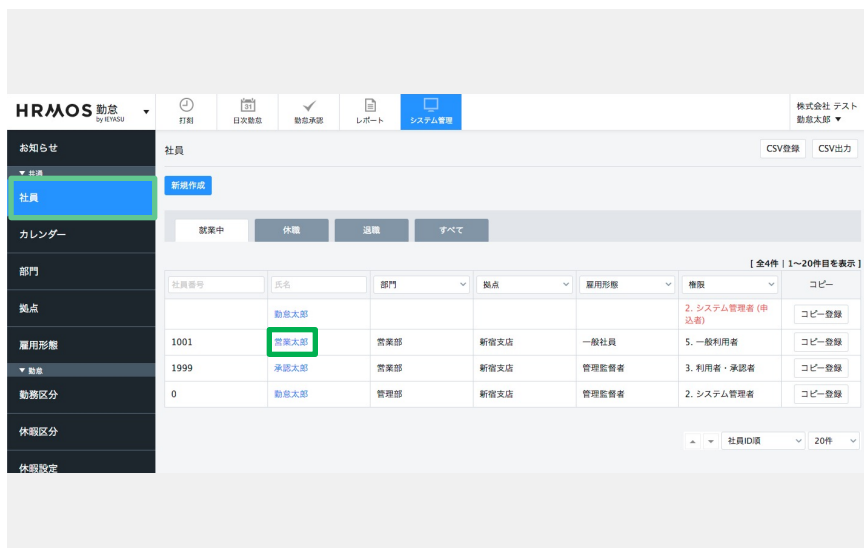 HRMOS 勤怠
by IEYASU
打刻
31
日次勤怠
勤怠承認
レポート
システム管理
株式会社 テスト
勤怠太郎 ▼
お知らせ
▼ 共通
社員
カレンダー
部門
拠点
雇用形態
▼ 勤怠
勤務区分
休暇区分
休暇設定
社員
CSV登録 CSV出力
新規作成
就業中 休職 退職 すべて
[ 全4件 | 1〜20件目を表示 ]
社員番号 氏名 部門 拠点 雇用形態 権限 コピー
勤怠太郎 2. システム管理者 (申込者) コピー登録
1001 営業太郎 営業部 新宿支店 一般社員 5. 一般利用者 コピー登録
1999 承認太郎 営業部 新宿支店 管理監督者 3. 利用者・承認者 コピー登録
0 勤怠太郎 管理部 新宿支店 管理監督者 2. システム管理者 コピー登録
社員ID順 20件